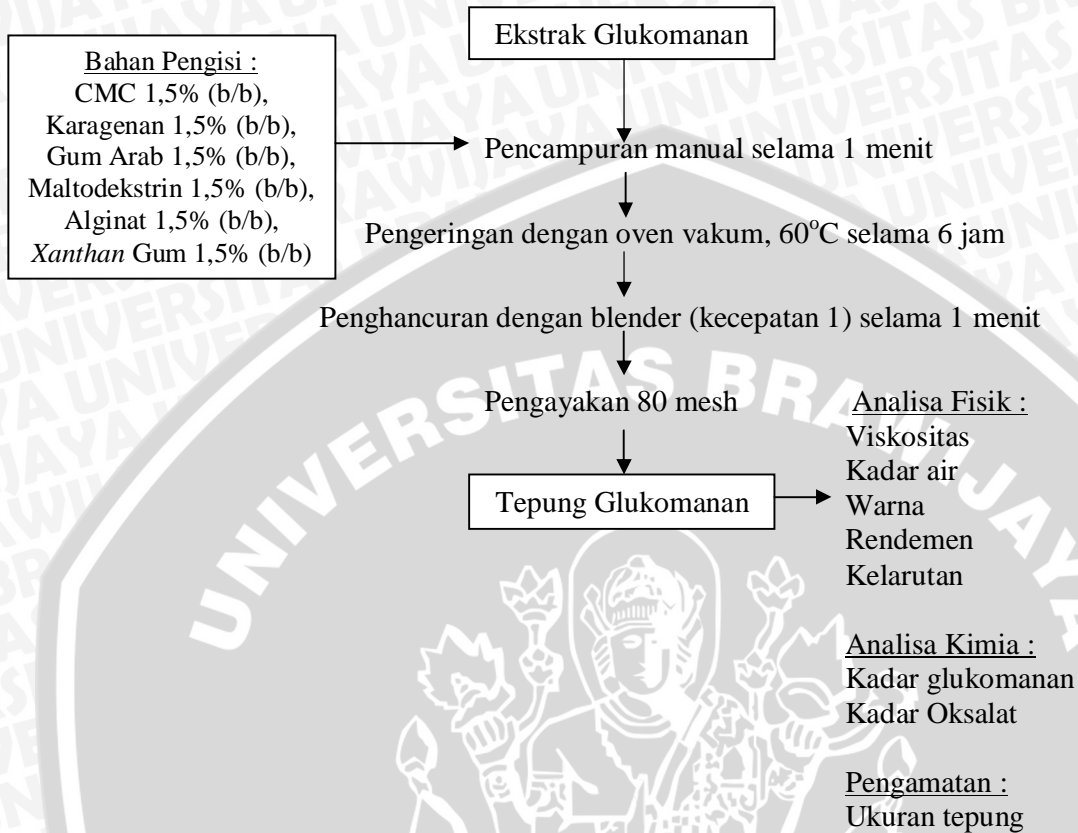 Ekstrak Glukomanan
Bahan Pengisi :
CMC 1,5% (b/b),
Karagenan 1,5% (b/b),
Gum Arab 1,5% (b/b),
Maltodekstrin 1,5% (b/b),
Alginat 1,5% (b/b),
Xanthan Gum 1,5% (b/b)
Pencampuran manual selama 1 menit
Pengeringan dengan oven vakum, 60°C selama 6 jam
Penghancuran dengan blender (kecepatan 1) selama 1 menit
Pengayakan 80 mesh
Tepung Glukomanan
Analisa Fisik :
Viskositas
Kadar air
Warna
Rendemen
Kelarutan
Analisa Kimia :
Kadar glukomanan
Kadar Oksalat
Pengamatan :
Ukuran tepung
UNIVERSITAS BRAWIJAYA